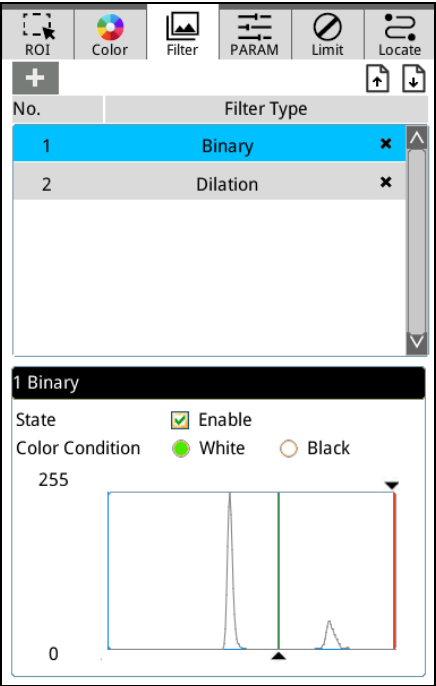 ROI Color Filter PARAM Limit Locate
No. Filter Type
1 Binary
2 Dilation
1 Binary
State Enable
Color Condition White Black
255
0